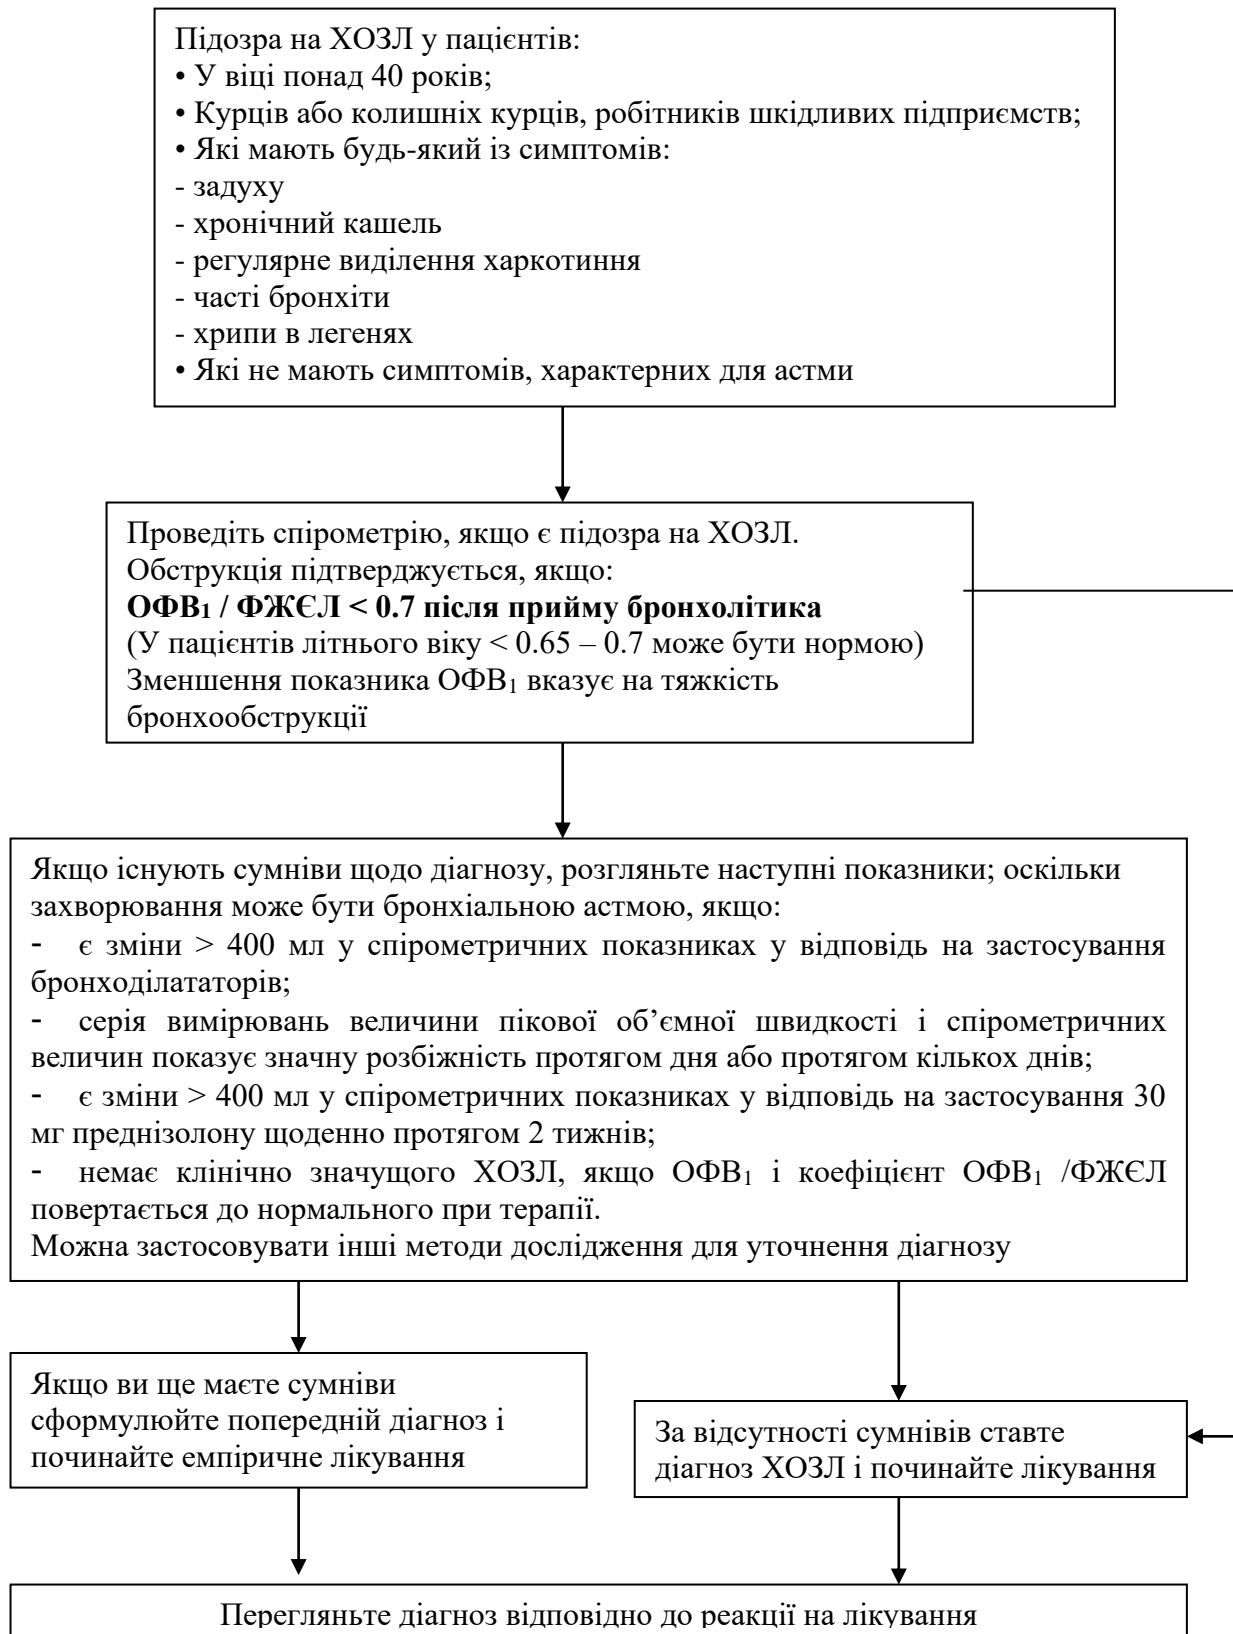 Підозра на ХОЗЛ у пацієнтів:
• У віці понад 40 років;
• Курців або колишніх курців, робітників шкідливих підприємств;
• Які мають будь-який із симптомів:
- задуху
- хронічний кашель
- регулярне виділення харкотиння
- часті бронхіти
- хрипи в легенях
• Які не мають симптомів, характерних для астми
Проведіть спірометрію, якщо є підозра на ХОЗЛ.
Обструкція підтверджується, якщо:
ОФВ₁ / ФЖЄЛ < 0.7 після прийму бронхолітика
(У пацієнтів літнього віку < 0.65 – 0.7 може бути нормою)
Зменшення показника ОФВ₁ вказує на тяжкість
бронхообструкції
Якщо існують сумніви щодо діагнозу, розгляньте наступні показники; оскільки
захворювання може бути бронхіальною астмою, якщо:
- є зміни > 400 мл у спірометричних показниках у відповідь на застосування
бронходілататорів;
- серія вимірювань величини пікової об’ємної швидкості і спірометричних
величин показує значну розбіжність протягом дня або протягом кількох днів;
- є зміни > 400 мл у спірометричних показниках у відповідь на застосування 30
мг преднізолону щоденно протягом 2 тижнів;
- немає клінічно значущого ХОЗЛ, якщо ОФВ₁ і коефіцієнт ОФВ₁ /ФЖЄЛ
повертається до нормального при терапії.
Можна застосовувати інші методи дослідження для уточнення діагнозу
Якщо ви ще маєте сумніви
сформулюйте попередній діагноз і
починайте емпіричне лікування
За відсутності сумнівів ставте
діагноз ХОЗЛ і починайте лікування
Перегляньте діагноз відповідно до реакції на лікування